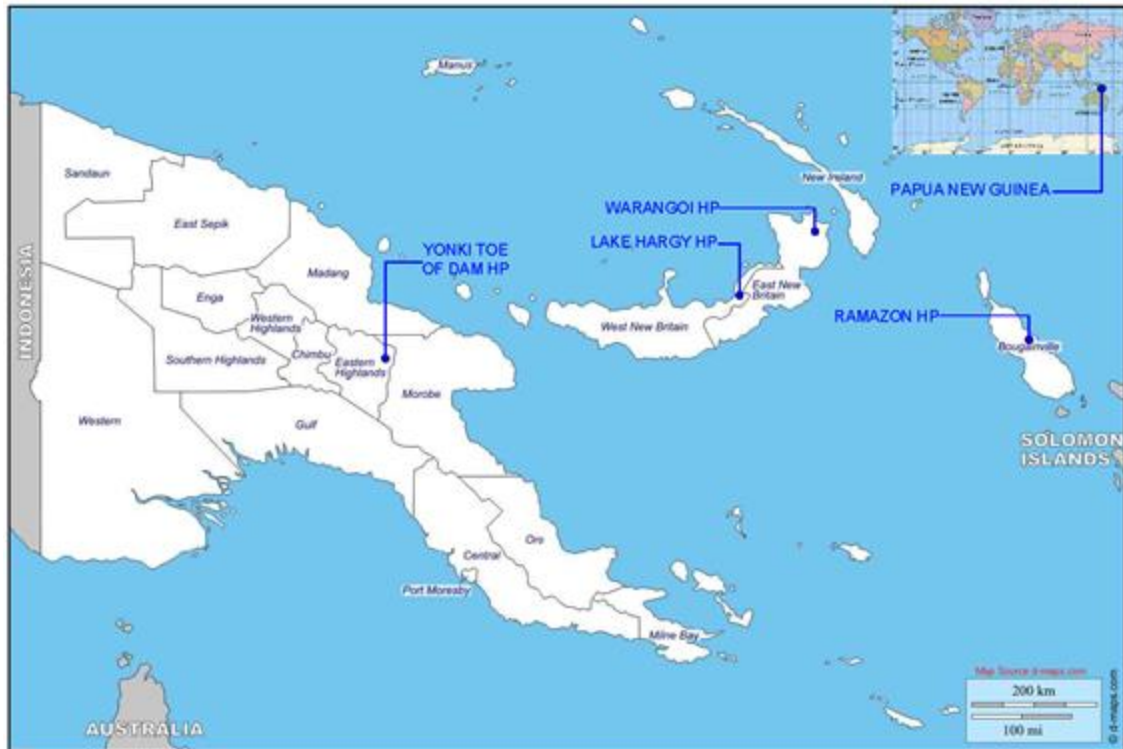 Manus
Sandaun
East Sepik
INDONESIA
Madang
YONKI TOE
OF DAM HP
Enga
Western
Highlands
Chimbu
Eastern
Highlands
Southern Highlands
Western
Gulf
Morobe
Oro
Central
Port Moresby
Milne Bay
AUSTRALIA
New Ireland
WARANGOI HP
LAKE HARGY HP
East New
Britain
West New Britain
PAPUA NEW GUINEA
RAMAZON HP
Bougainville
SOLOMON
ISLANDS
Map Source d-maps.com
200 km
100 mi
© d-maps.com